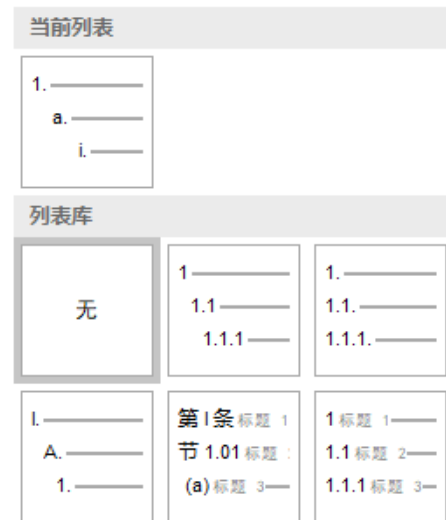 当前列表
1.
a.
i.
列表库
无
1
1.1
1.1.1
1.
1.1.
1.1.1.
I.
A.
1.
第 I 条 标题 1
节 1.01 标题 2
(a) 标题 3
1 标题 1
1.1 标题 2
1.1.1 标题 3